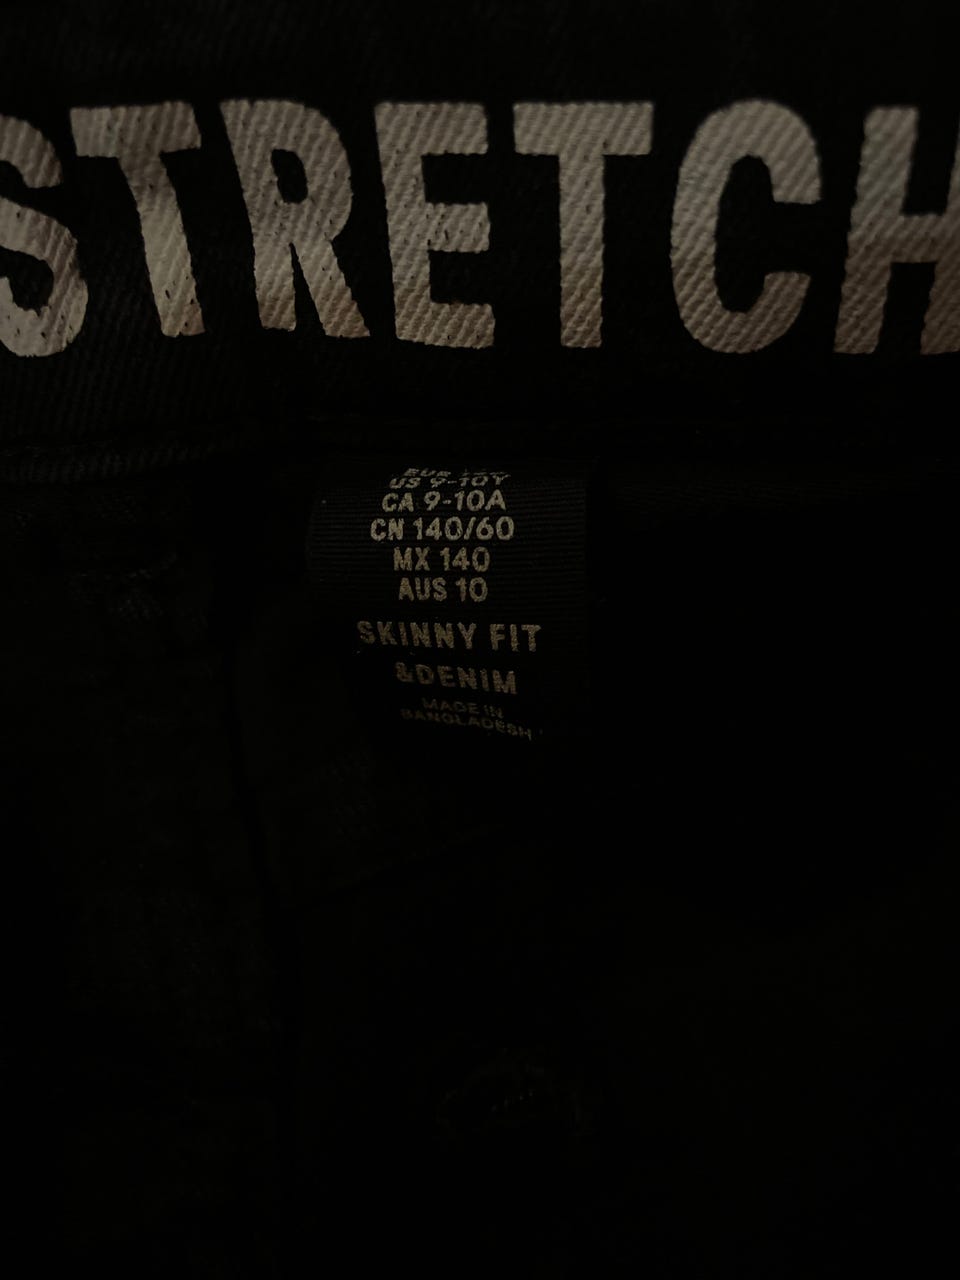 STRETCH
EUR
US 9-10Y
CA 9-10A
CN 140/60
MX 140
AUS 10
SKINNY FIT
&DENIM
MADE IN
BANGLADESH